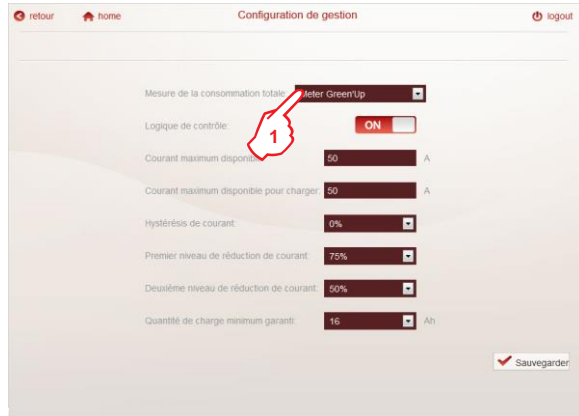 retour home Configuration de gestion logout
Mesure de la consommation totale: Meter Green'Up
Logique de contrôle: ON
1
Courant maximum disponible 50 A
Courant maximum disponible pour charger: 50 A
Hystérésis de courant: 0%
Premier niveau de réduction de courant: 75%
Deuxième niveau de réduction de courant: 50%
Quantité de charge minimum garanti: 16 Ah
Sauvegarder